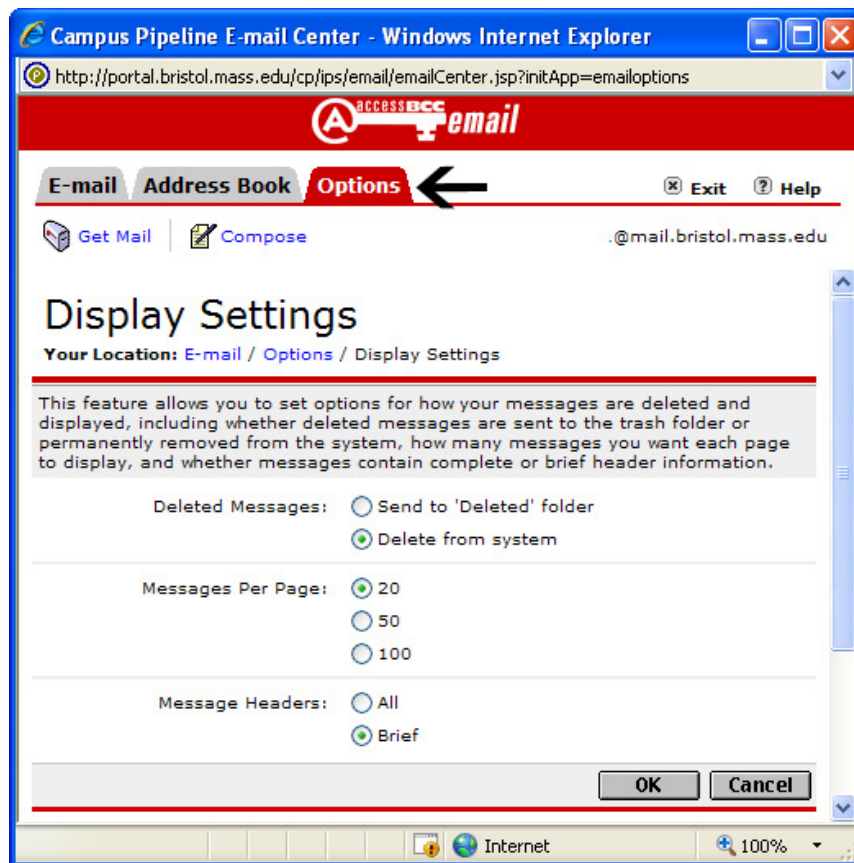 Campus Pipeline E-mail Center - Windows Internet Explorer
http://portal.bristol.mass.edu/cp/ips/email/emailCenter.jsp?initApp=emailoptions
@accessBCC email
E-mail Address Book Options Exit ? Help
Get Mail Compose .@mail.bristol.mass.edu
Display Settings
Your Location: E-mail / Options / Display Settings
This feature allows you to set options for how your messages are deleted and
displayed, including whether deleted messages are sent to the trash folder or
permanently removed from the system, how many messages you want each page
to display, and whether messages contain complete or brief header information.
Deleted Messages: Send to 'Deleted' folder
Delete from system
Messages Per Page: 20
50
100
Message Headers: All
Brief
OK Cancel
Internet 100%